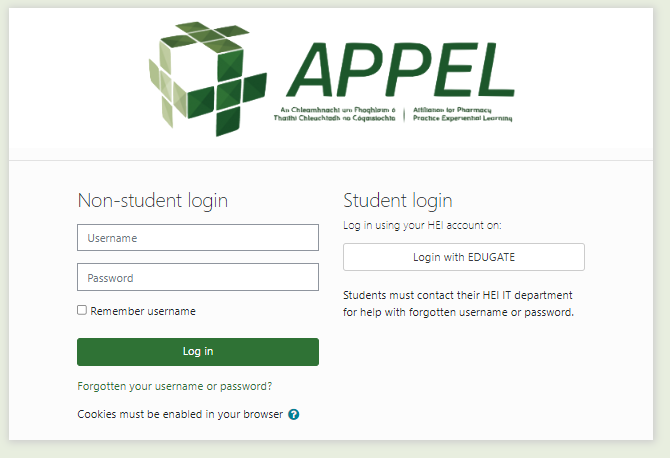 APPEL
An Chleamhnacht um Fhoghlaim ó Thaithí Chleachtadh na Cógaisíochta
Affiliation for Pharmacy Practice Experiential Learning
Non-student login
Username
Password
Remember username
Log in
Forgotten your username or password?
Cookies must be enabled in your browser
Student login
Log in using your HEI account on:
Login with EDUGATE
Students must contact their HEI IT department
for help with forgotten username or password.